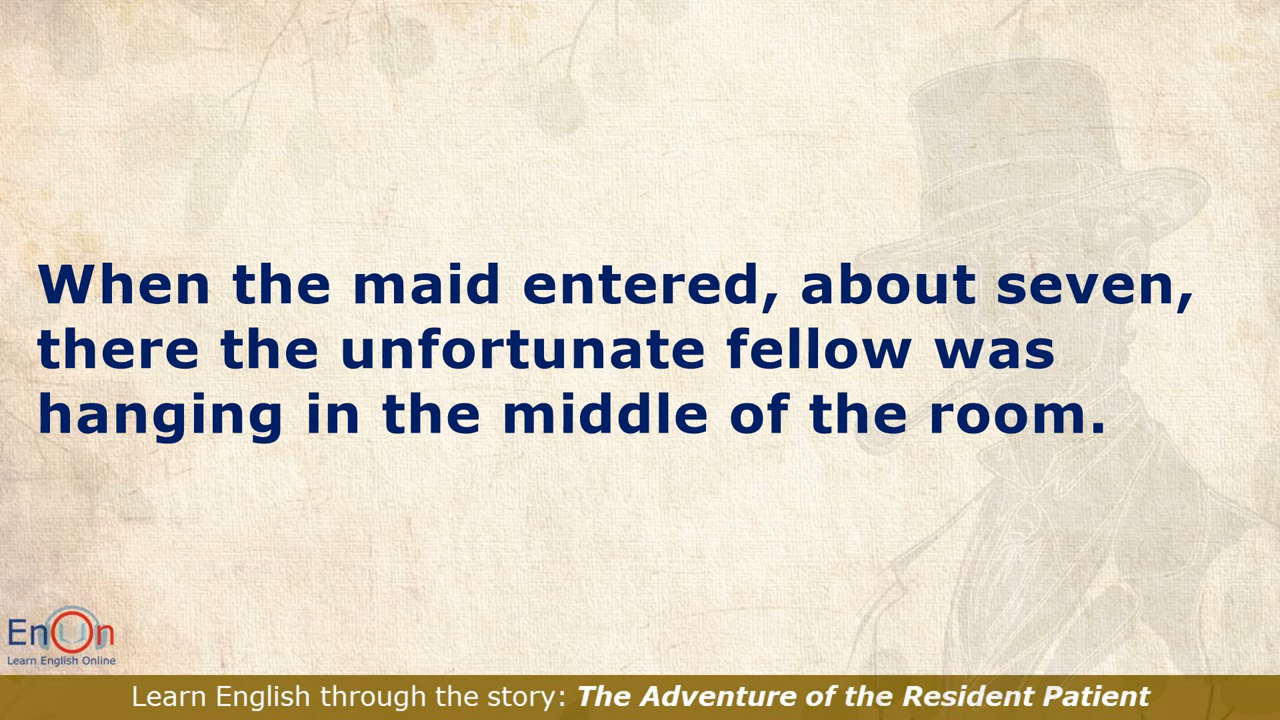 When the maid entered, about seven,
there the unfortunate fellow was
hanging in the middle of the room.
EnOn
Learn English Online
Learn English through the story: The Adventure of the Resident Patient